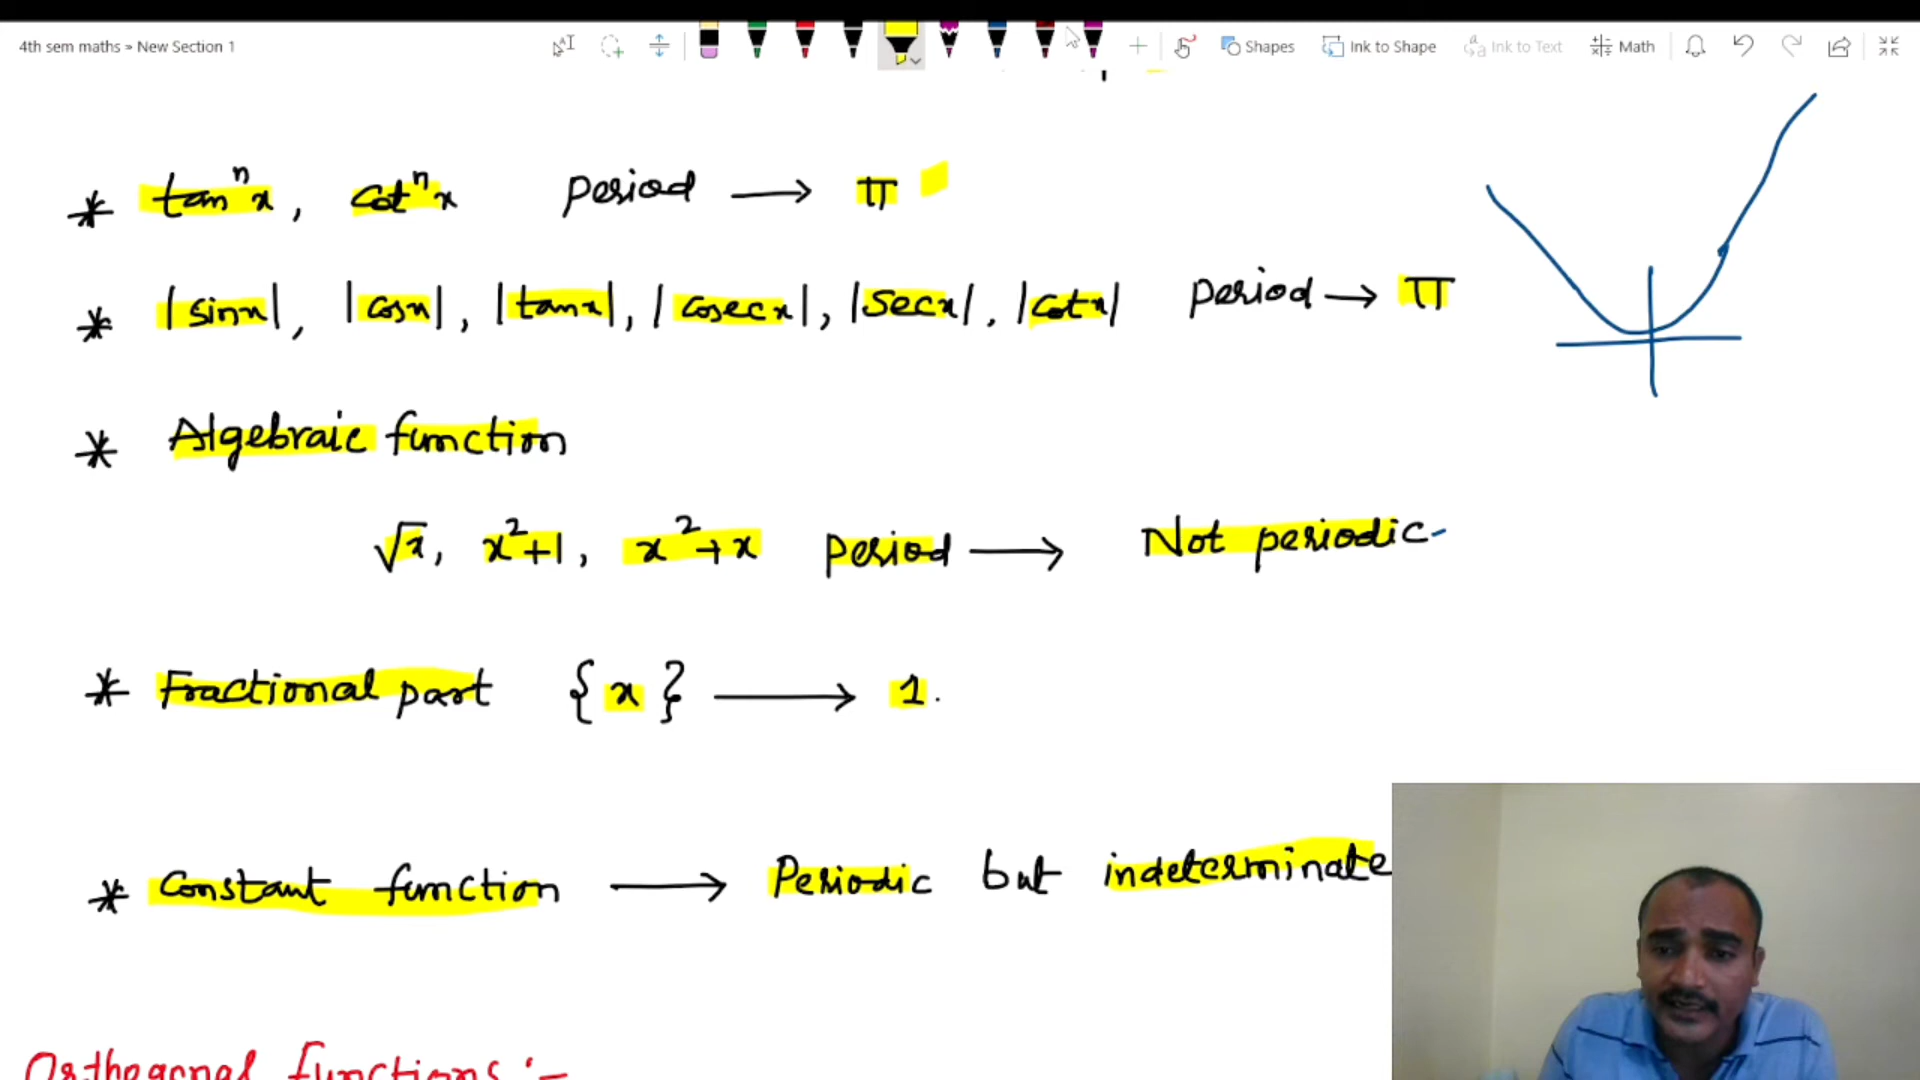 4th sem maths » New Section 1
Shapes Ink to Shape Ink to Text Math
* tanⁿx, cotⁿx Period → π
* |sinx|, |cosx|, |tanx|, |cosecx|, |secx|, |cotx| Period → π
* Algebraic function
√x, x²+1, x²+x Period → Not periodic
* Fractional part {x} → 1.
* Constant function → Periodic but indeterminate
Orthogonal functions :-